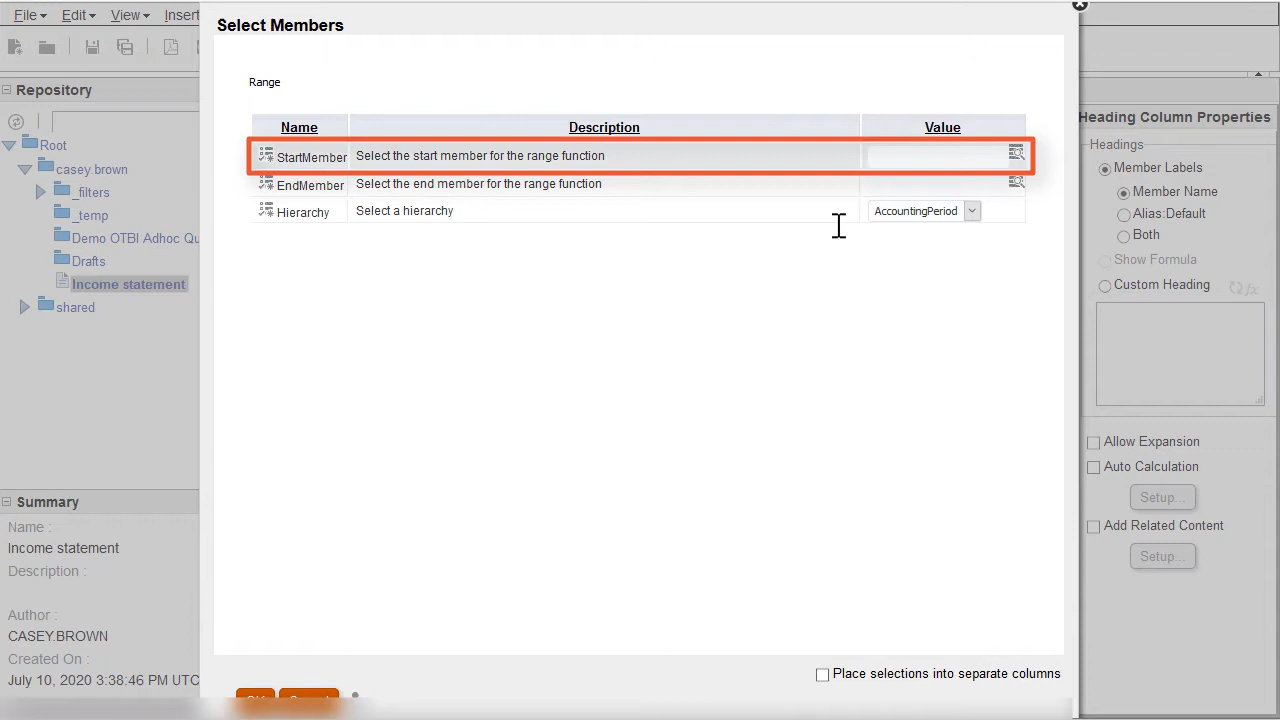 File Edit View Insert
Select Members
Repository
Root
casey.brown
_filters
_temp
Demo OTBI Adhoc Qu
Drafts
Income statement
shared
Summary
Name :
Income statement
Description :
Author :
CASEY.BROWN
Created On :
July 10, 2020 3:38:46 PM UTC
Range
Name Description Value
StartMember Select the start member for the range function
EndMember Select the end member for the range function
Hierarchy Select a hierarchy AccountingPeriod
Place selections into separate columns
Heading Column Properties
Headings
Member Labels
Member Name
Alias:Default
Both
Show Formula
Custom Heading
fx
Allow Expansion
Auto Calculation
Setup...
Add Related Content
Setup...